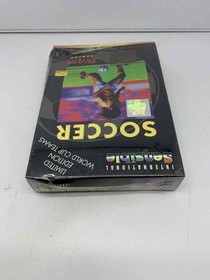 INTERNATIONAL
Sensible
SOCCER
LIMITED
EDITION
WORLD CUP TEAMS